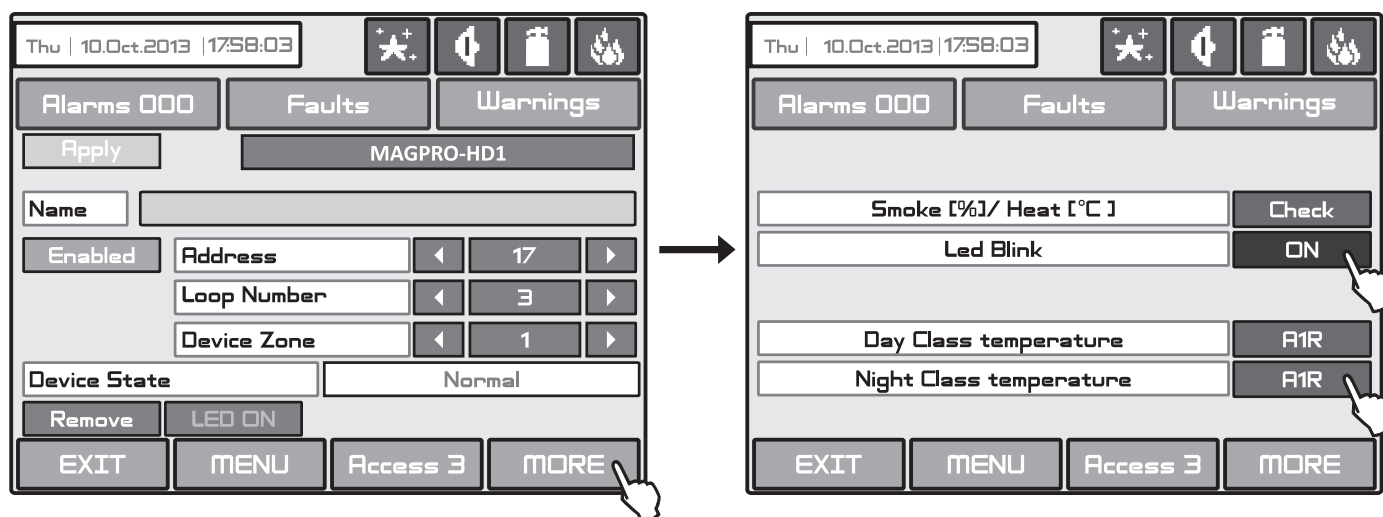 Thu | 10.Oct.2013 | 17:58:03
Alarms 000 Faults Warnings
Apply MAGPRO-HD1
Name
Enabled Address 17
Loop Number 3
Device Zone 1
Device State Normal
Remove LED ON
EXIT MENU Access 3 MORE
Thu | 10.Oct.2013 | 17:58:03
Alarms 000 Faults Warnings
Smoke [%]/ Heat [°C ] Check
Led Blink ON
Day Class temperature A1R
Night Class temperature A1R
EXIT MENU Access 3 MORE